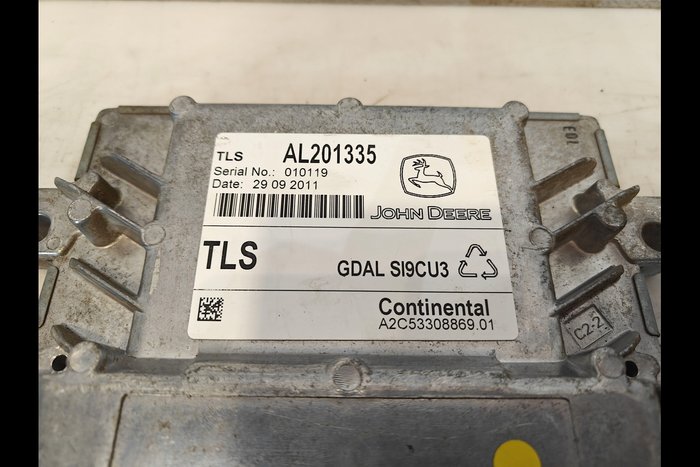 TLS AL201335
Serial No.: 010119
Date: 29 09 2011
JOHN DEERE
TLS GDAL SI9CU3
Continental
A2C53308869.01
C2-2